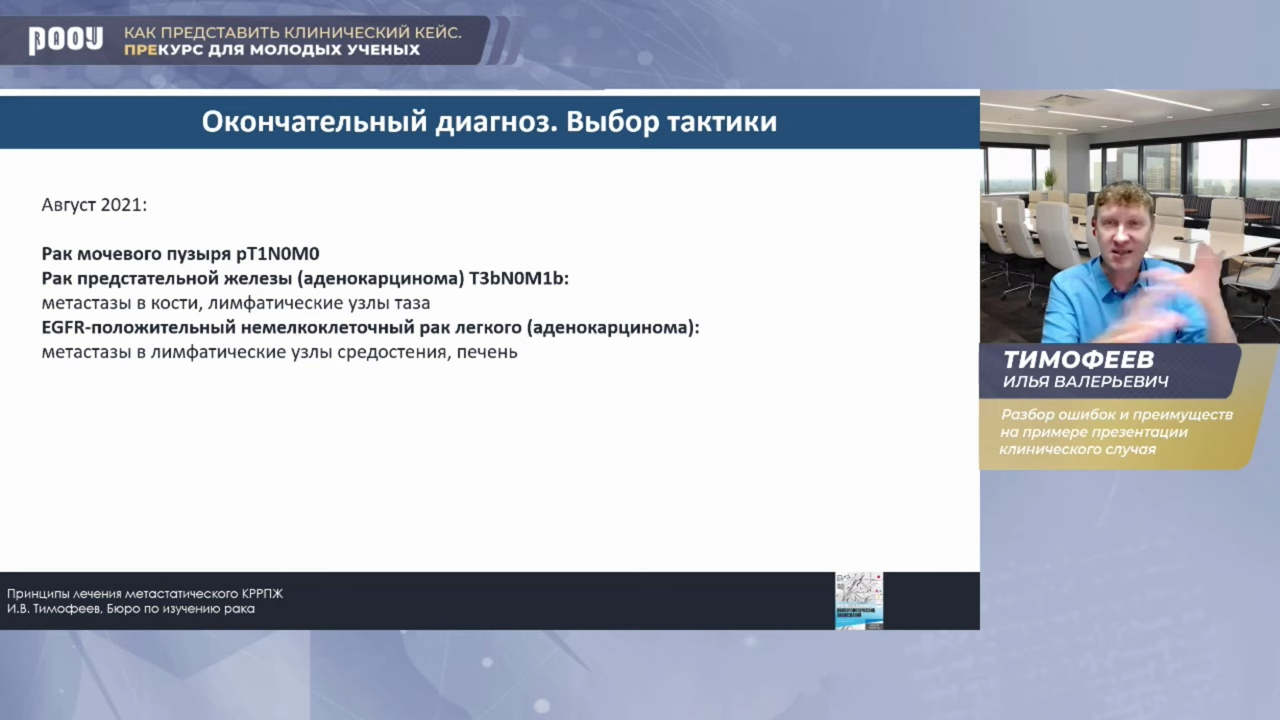 РООУ
КАК ПРЕДСТАВИТЬ КЛИНИЧЕСКИЙ КЕЙС.
ПРЕКУРС ДЛЯ МОЛОДЫХ УЧЕНЫХ
Окончательный диагноз. Выбор тактики
Август 2021:
Рак мочевого пузыря pT1N0M0
Рак предстательной железы (аденокарцинома) T3bN0M1b:
метастазы в кости, лимфатические узлы таза
EGFR-положительный немелкоклеточный рак легкого (аденокарцинома):
метастазы в лимфатические узлы средостения, печень
ТИМОФЕЕВ
ИЛЬЯ ВАЛЕРЬЕВИЧ
Разбор ошибок и преимуществ
на примере презентации
клинического случая
Принципы лечения метастатического КРРПЖ
И.В. Тимофеев, Бюро по изучению рака